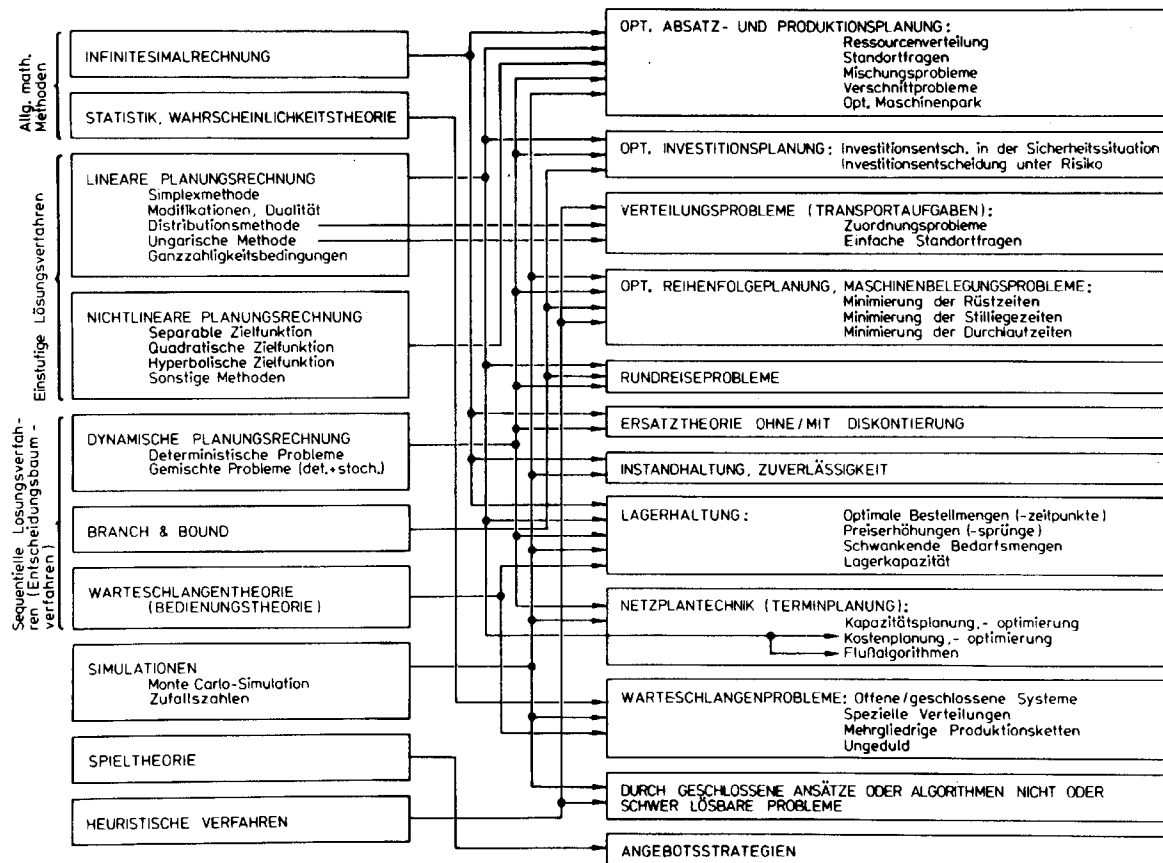 Allg. math.
Methoden
INFINITESIMALRECHNUNG
STATISTIK, WAHRSCHEINLICHKEITSTHEORIE
Einstufige Lösungsverfahren
LINEARE PLANUNGSRECHNUNG
Simplexmethode
Modifikationen, Dualität
Distributionsmethode
Ungarische Methode
Ganzzahligkeitsbedingungen
NICHTLINEARE PLANUNGSRECHNUNG
Separable Zielfunktion
Quadratische Zielfunktion
Hyperbolische Zielfunktion
Sonstige Methoden
Sequentielle Lösungsverfah-
ren (Entscheidungsbaum-
verfahren)
DYNAMISCHE PLANUNGSRECHNUNG
Deterministische Probleme
Gemischte Probleme (det.+stoch.)
BRANCH & BOUND
WARTESCHLANGENTHEORIE
(BEDIENUNGSTHEORIE)
SIMULATIONEN
Monte Carlo-Simulation
Zufallszahlen
SPIELTHEORIE
HEURISTISCHE VERFAHREN
OPT. ABSATZ- UND PRODUKTIONSPLANUNG:
Ressourcenverteilung
Standortfragen
Mischungsprobleme
Verschnittprobleme
Opt. Maschinenpark
OPT. INVESTITIONSPLANUNG: Investitionsentsch. in der Sicherheitssituation
Investitionsentscheidung unter Risiko
VERTEILUNGSPROBLEME (TRANSPORTAUFGABEN):
Zuordnungsprobleme
Einfache Standortfragen
OPT. REIHENFOLGEPLANUNG, MASCHINENBELEGUNGSPROBLEME:
Minimierung der Rüstzeiten
Minimierung der Stilliegezeiten
Minimierung der Durchlaufzeiten
RUNDREISEPROBLEME
ERSATZTHEORIE OHNE/MIT DISKONTIERUNG
INSTANDHALTUNG, ZUVERLÄSSIGKEIT
LAGERHALTUNG: Optimale Bestellmengen (-zeitpunkte)
Preiserhöhungen (-sprünge)
Schwankende Bedarfsmengen
Lagerkapazität
NETZPLANTECHNIK (TERMINPLANUNG):
Kapazitätsplanung,- optimierung
Kostenplanung,- optimierung
Flußalgorithmen
WARTESCHLANGENPROBLEME: Offene/geschlossene Systeme
Spezielle Verteilungen
Mehrgliedrige Produktionsketten
Ungeduld
DURCH GESCHLOSSENE ANSÄTZE ODER ALGORITHMEN NICHT ODER
SCHWER LÖSBARE PROBLEME
ANGEBOTSSTRATEGIEN